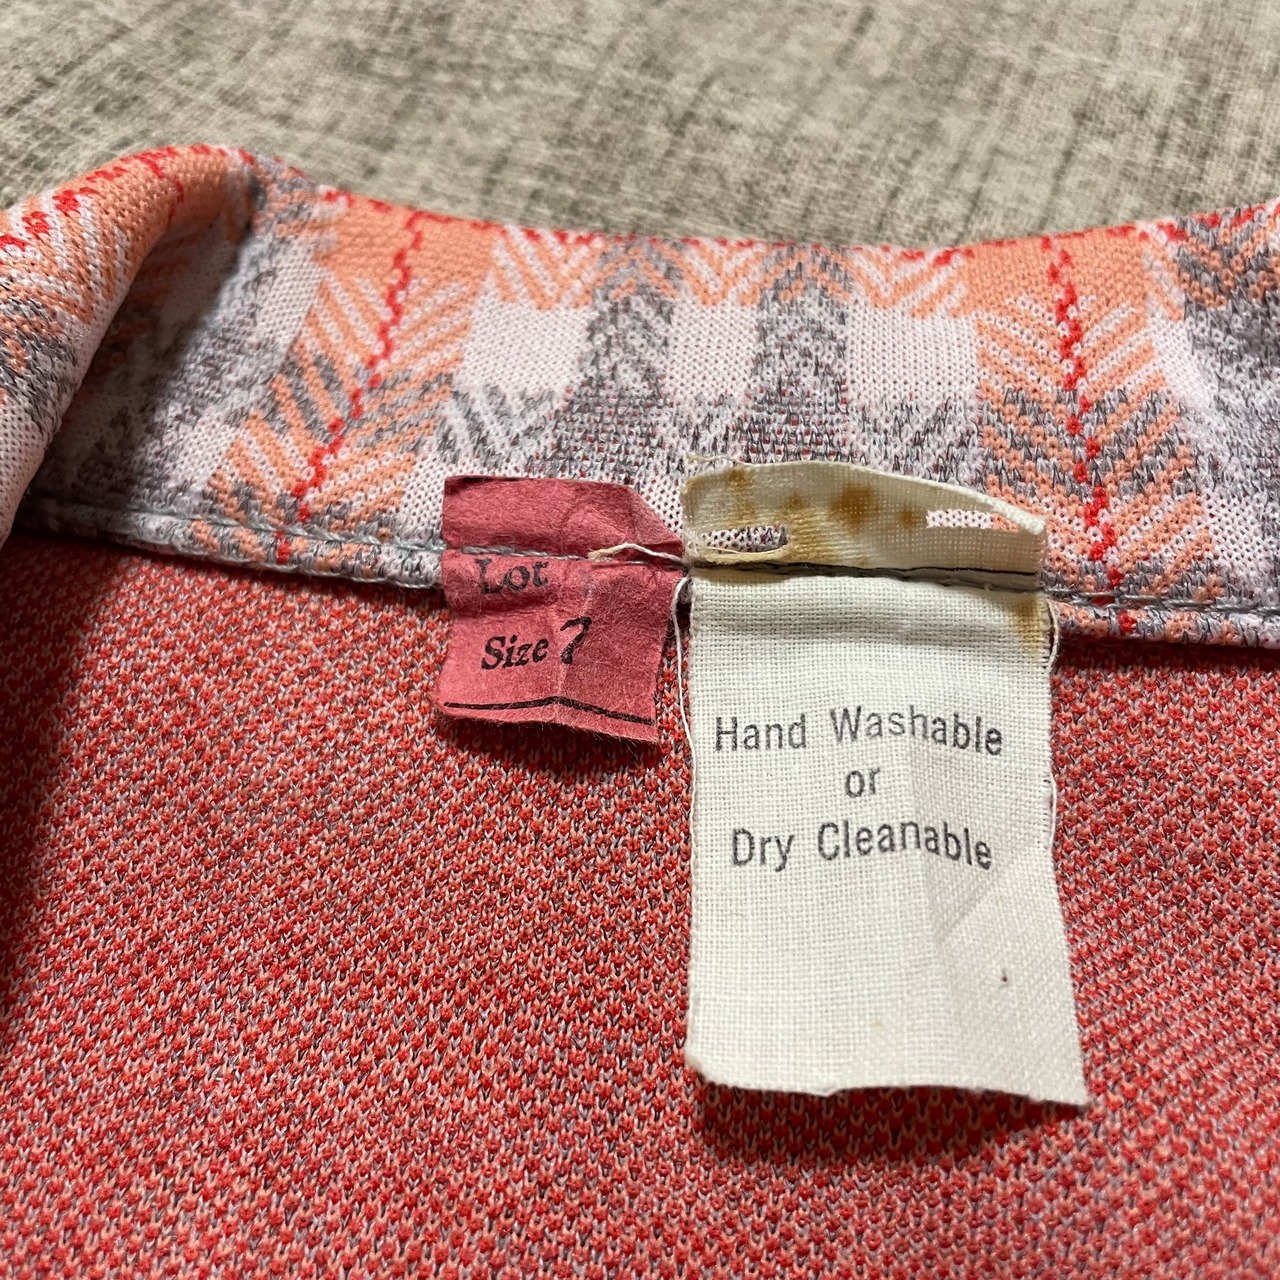 Lot
Size 7
Hand Washable
or
Dry Cleanable